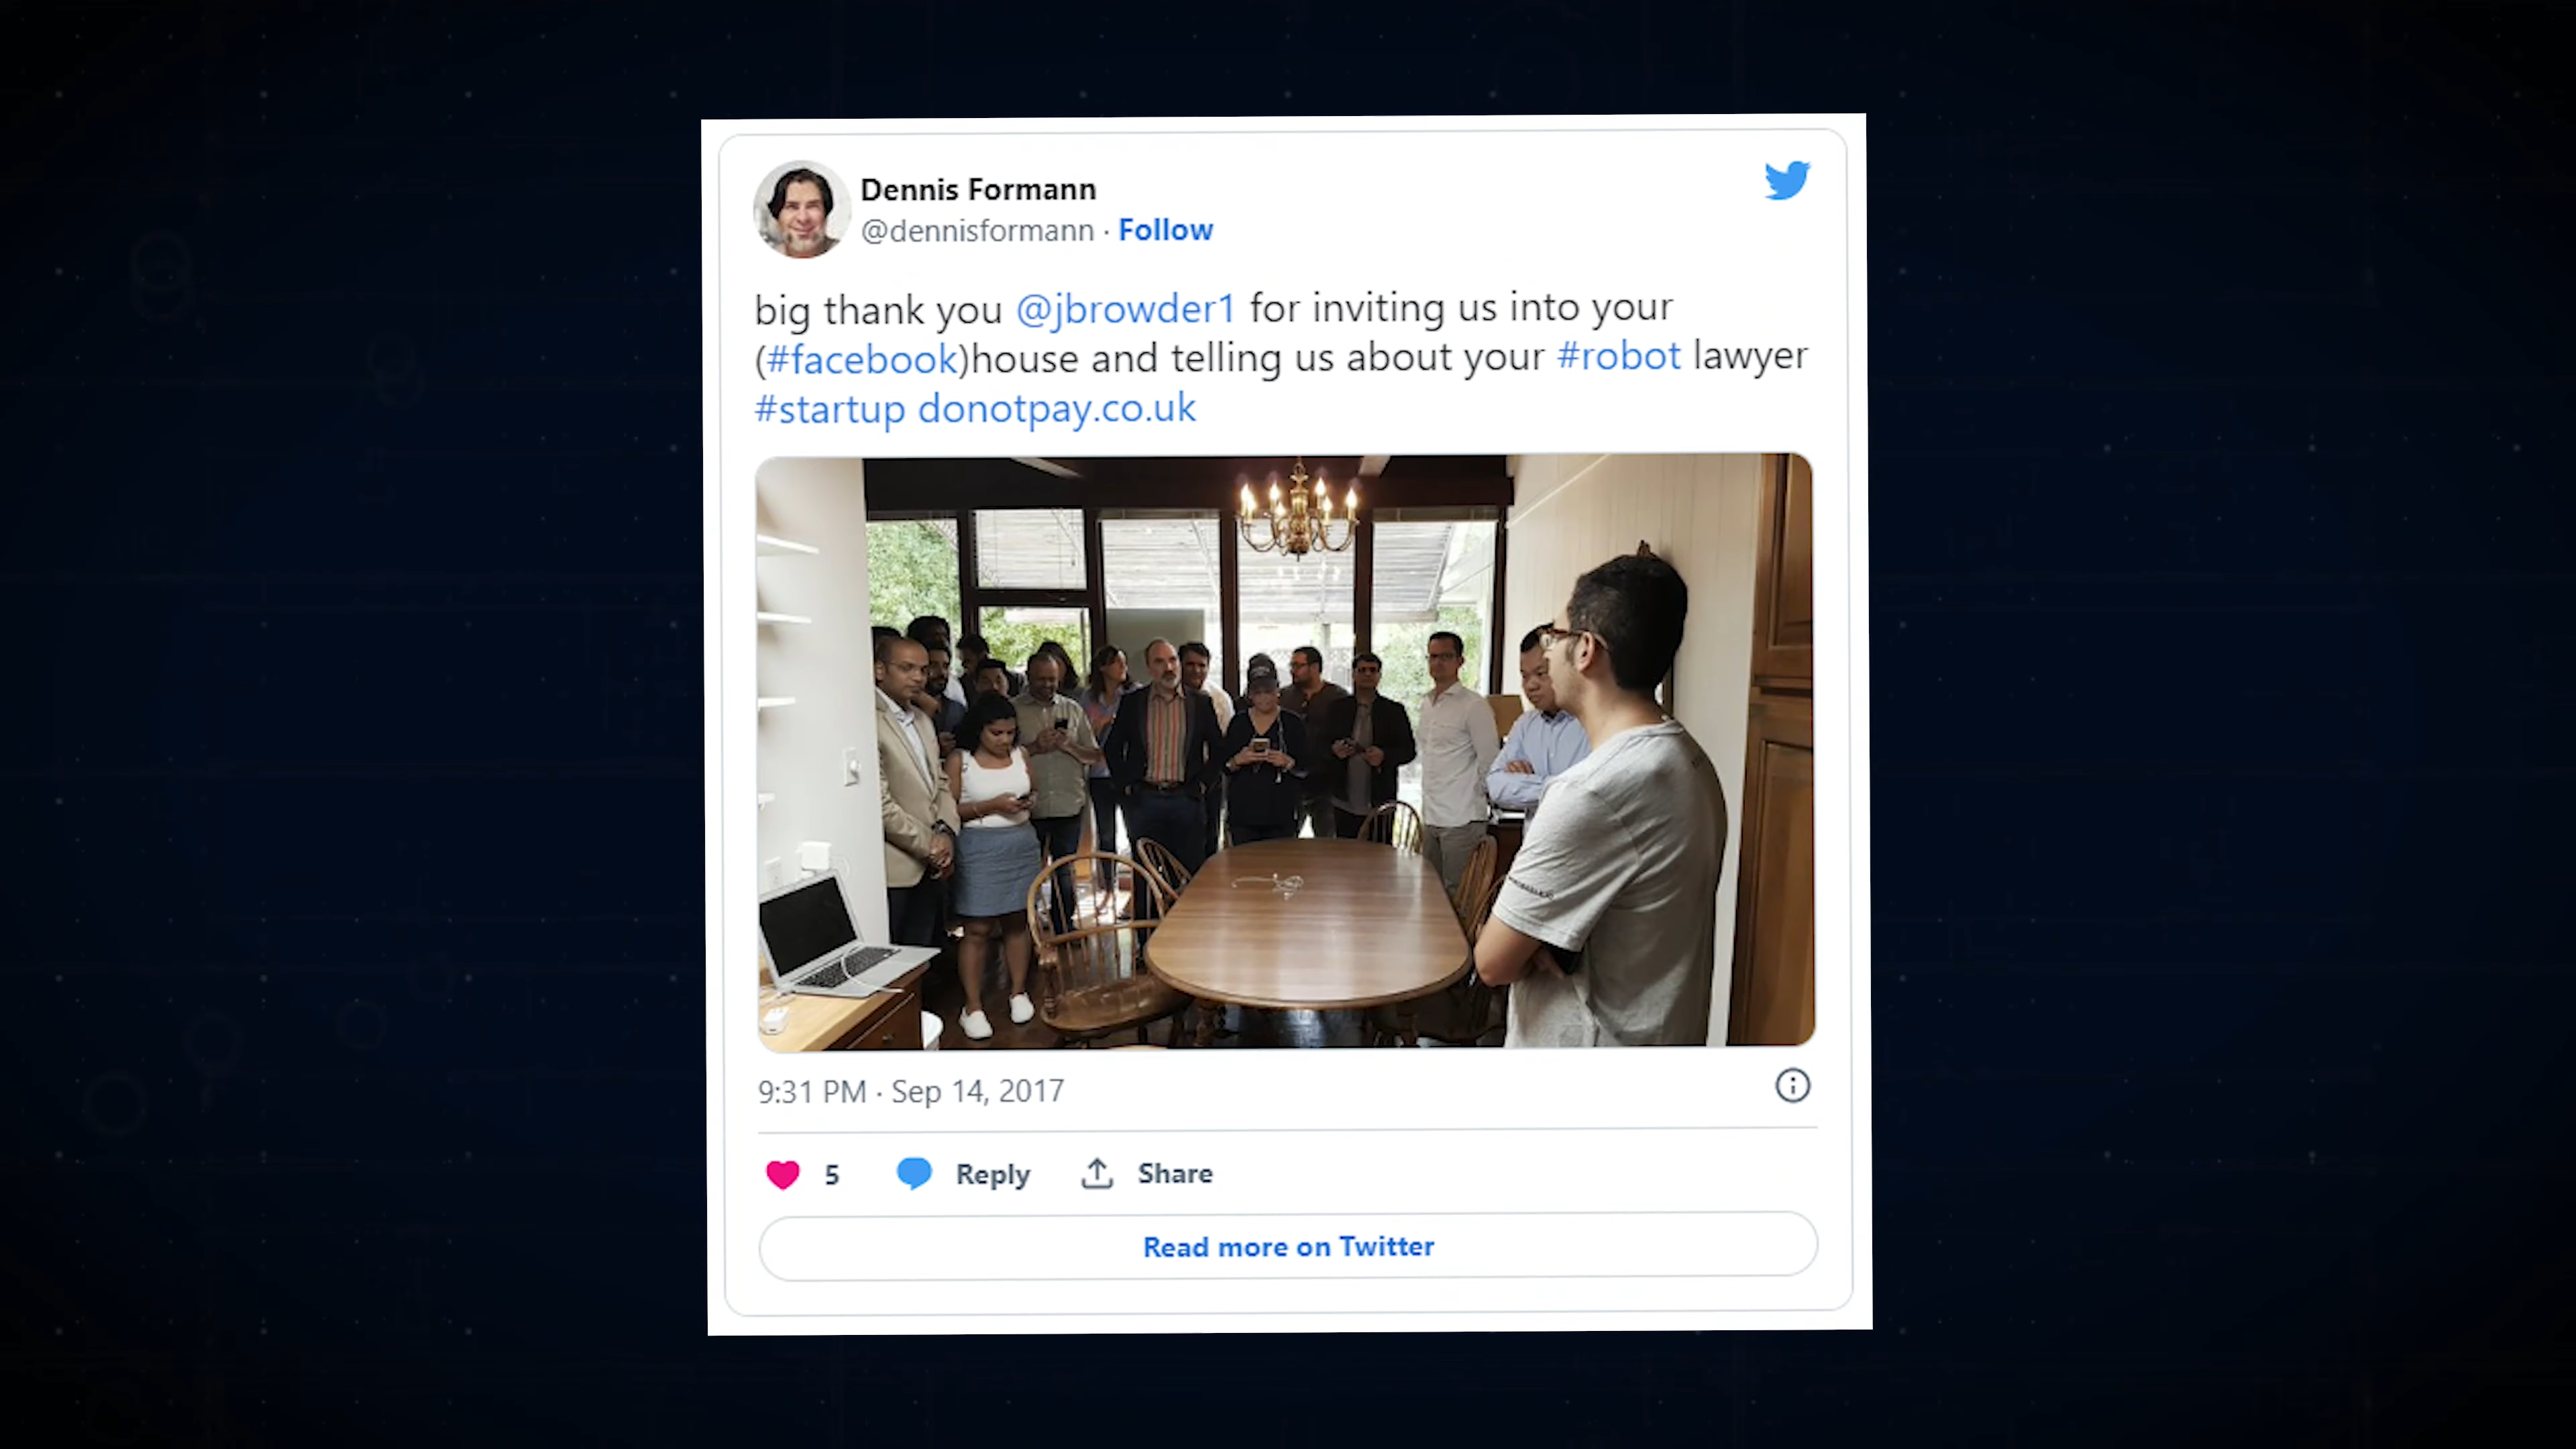 Dennis Formann
@dennisformann · Follow
big thank you @jbrowder1 for inviting us into your
(#facebook)house and telling us about your #robot lawyer
#startup donotpay.co.uk
9:31 PM · Sep 14, 2017
5 Reply Share
Read more on Twitter